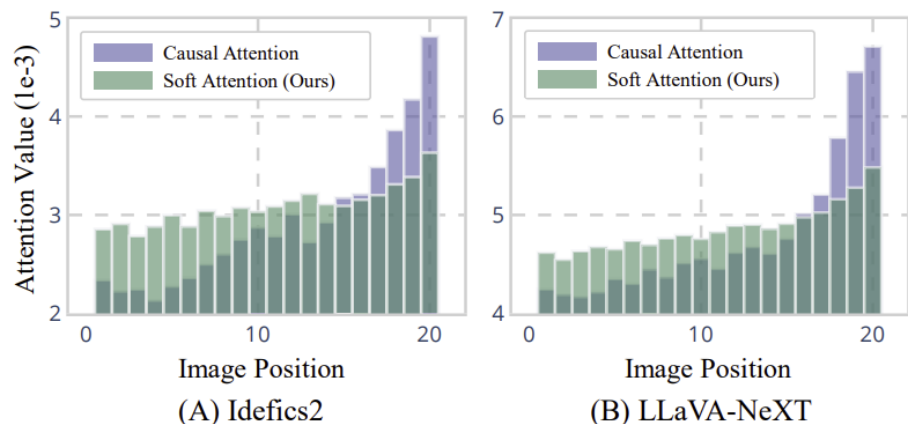 Attention Value (1e-3)
5
4
3
2
Causal Attention
Soft Attention (Ours)
0
10
20
Image Position
(A) Idefics2
7
6
5
4
Causal Attention
Soft Attention (Ours)
0
10
20
Image Position
(B) LLaVA-NeXT